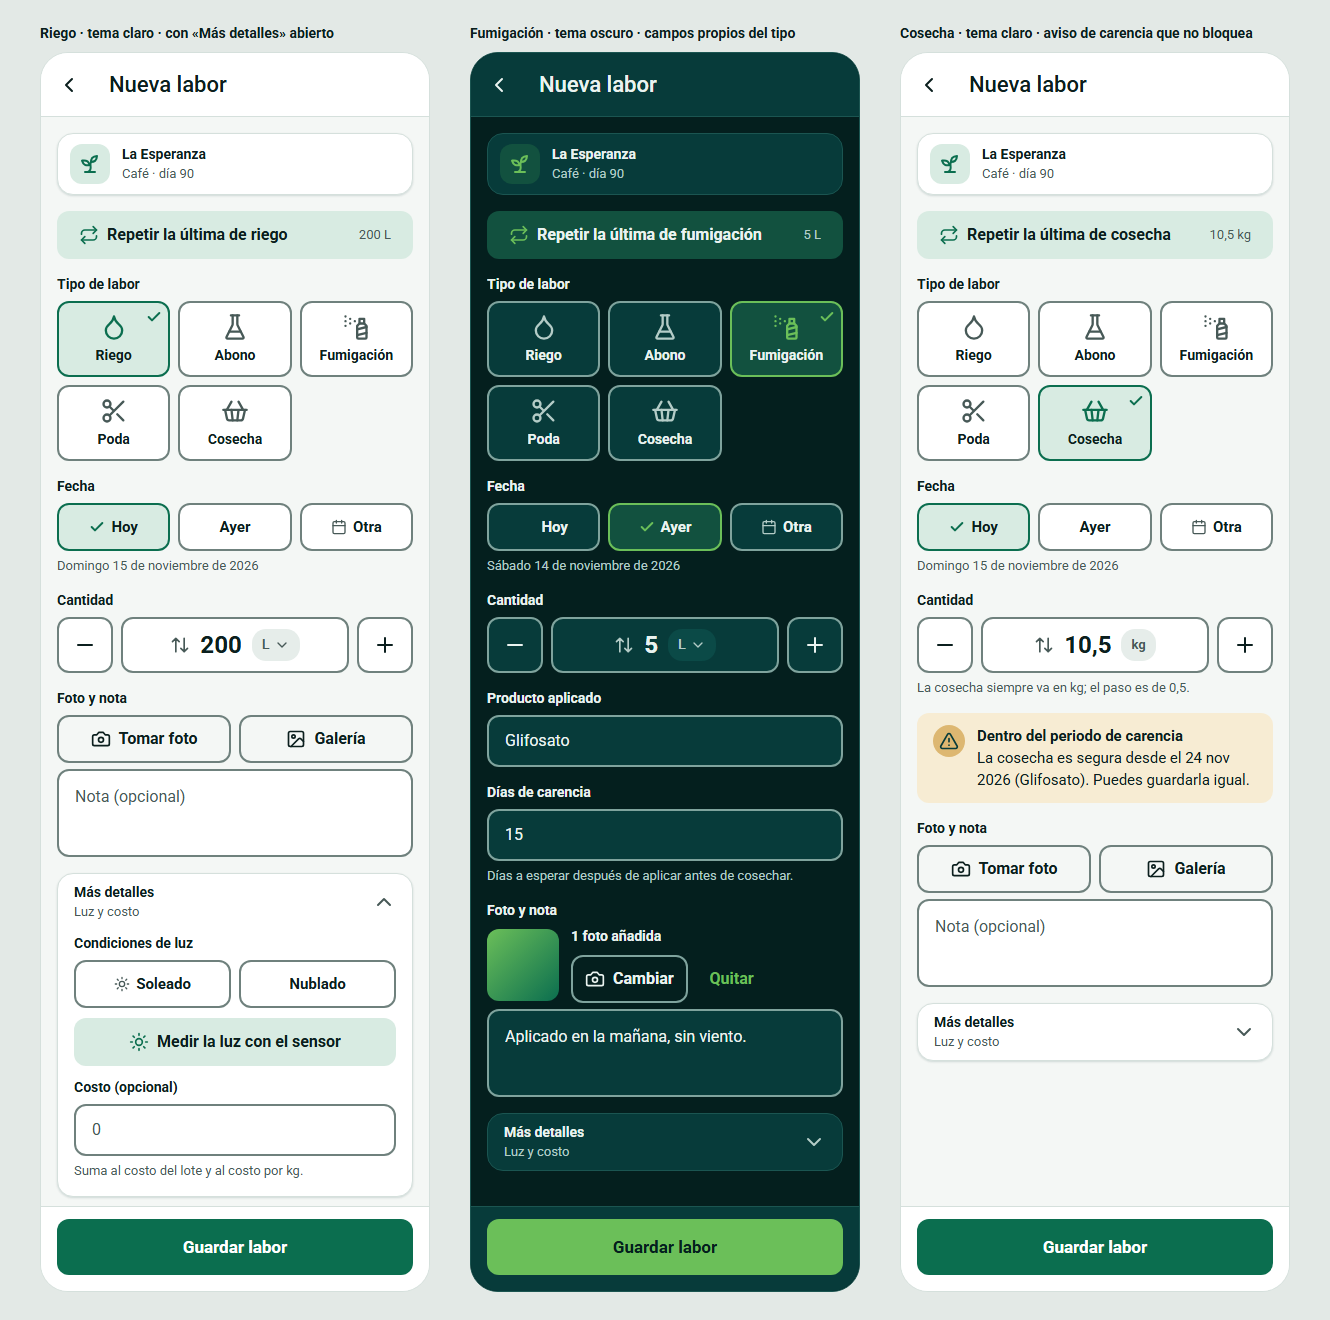 Riego · tema claro · con «Más detalles» abierto
Nueva labor
La Esperanza
Café · día 90
Repetir la última de riego
200 L
Tipo de labor
Riego
Abono
Fumigación
Poda
Cosecha
Fecha
Hoy
Ayer
Otra
Domingo 15 de noviembre de 2026
Cantidad
200
L
Foto y nota
Tomar foto
Galería
Nota (opcional)
Más detalles
Luz y costo
Condiciones de luz
Soleado
Nublado
Medir la luz con el sensor
Costo (opcional)
0
Suma al costo del lote y al costo por kg.
Guardar labor
Fumigación · tema oscuro · campos propios del tipo
Nueva labor
La Esperanza
Café · día 90
Repetir la última de fumigación
5 L
Tipo de labor
Riego
Abono
Fumigación
Poda
Cosecha
Fecha
Hoy
Ayer
Otra
Sábado 14 de noviembre de 2026
Cantidad
5
L
Producto aplicado
Glifosato
Días de carencia
15
Días a esperar después de aplicar antes de cosechar.
Foto y nota
1 foto añadida
Cambiar
Quitar
Aplicado en la mañana, sin viento.
Más detalles
Luz y costo
Guardar labor
Cosecha · tema claro · aviso de carencia que no bloquea
Nueva labor
La Esperanza
Café · día 90
Repetir la última de cosecha
10,5 kg
Tipo de labor
Riego
Abono
Fumigación
Poda
Cosecha
Fecha
Hoy
Ayer
Otra
Domingo 15 de noviembre de 2026
Cantidad
10,5
kg
La cosecha siempre va en kg; el paso es de 0,5.
Dentro del periodo de carencia
La cosecha es segura desde el 24 nov
2026 (Glifosato). Puedes guardarla igual.
Foto y nota
Tomar foto
Galería
Nota (opcional)
Más detalles
Luz y costo
Guardar labor